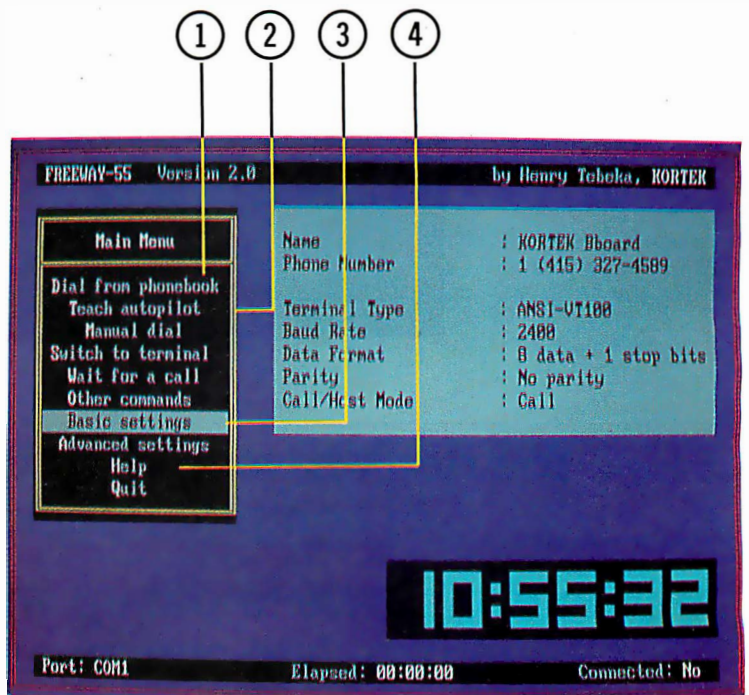 1 2 3 4
FREEWAY-55 Version 2.0 by Henry Tebeka, KORTEK
Main Menu
Dial from phonebook
Teach autopilot
Manual dial
Switch to terminal
Wait for a call
Other commands
Basic settings
Advanced settings
Help
Quit
Name : KORTEK Bboard
Phone Number : 1 (415) 327-4589
Terminal Type : ANSI-VT100
Baud Rate : 2400
Data Format : 8 data + 1 stop bits
Parity : No parity
Call/Host Mode : Call
10:55:32
Port: COM1 Elapsed: 00:00:00 Connected: No